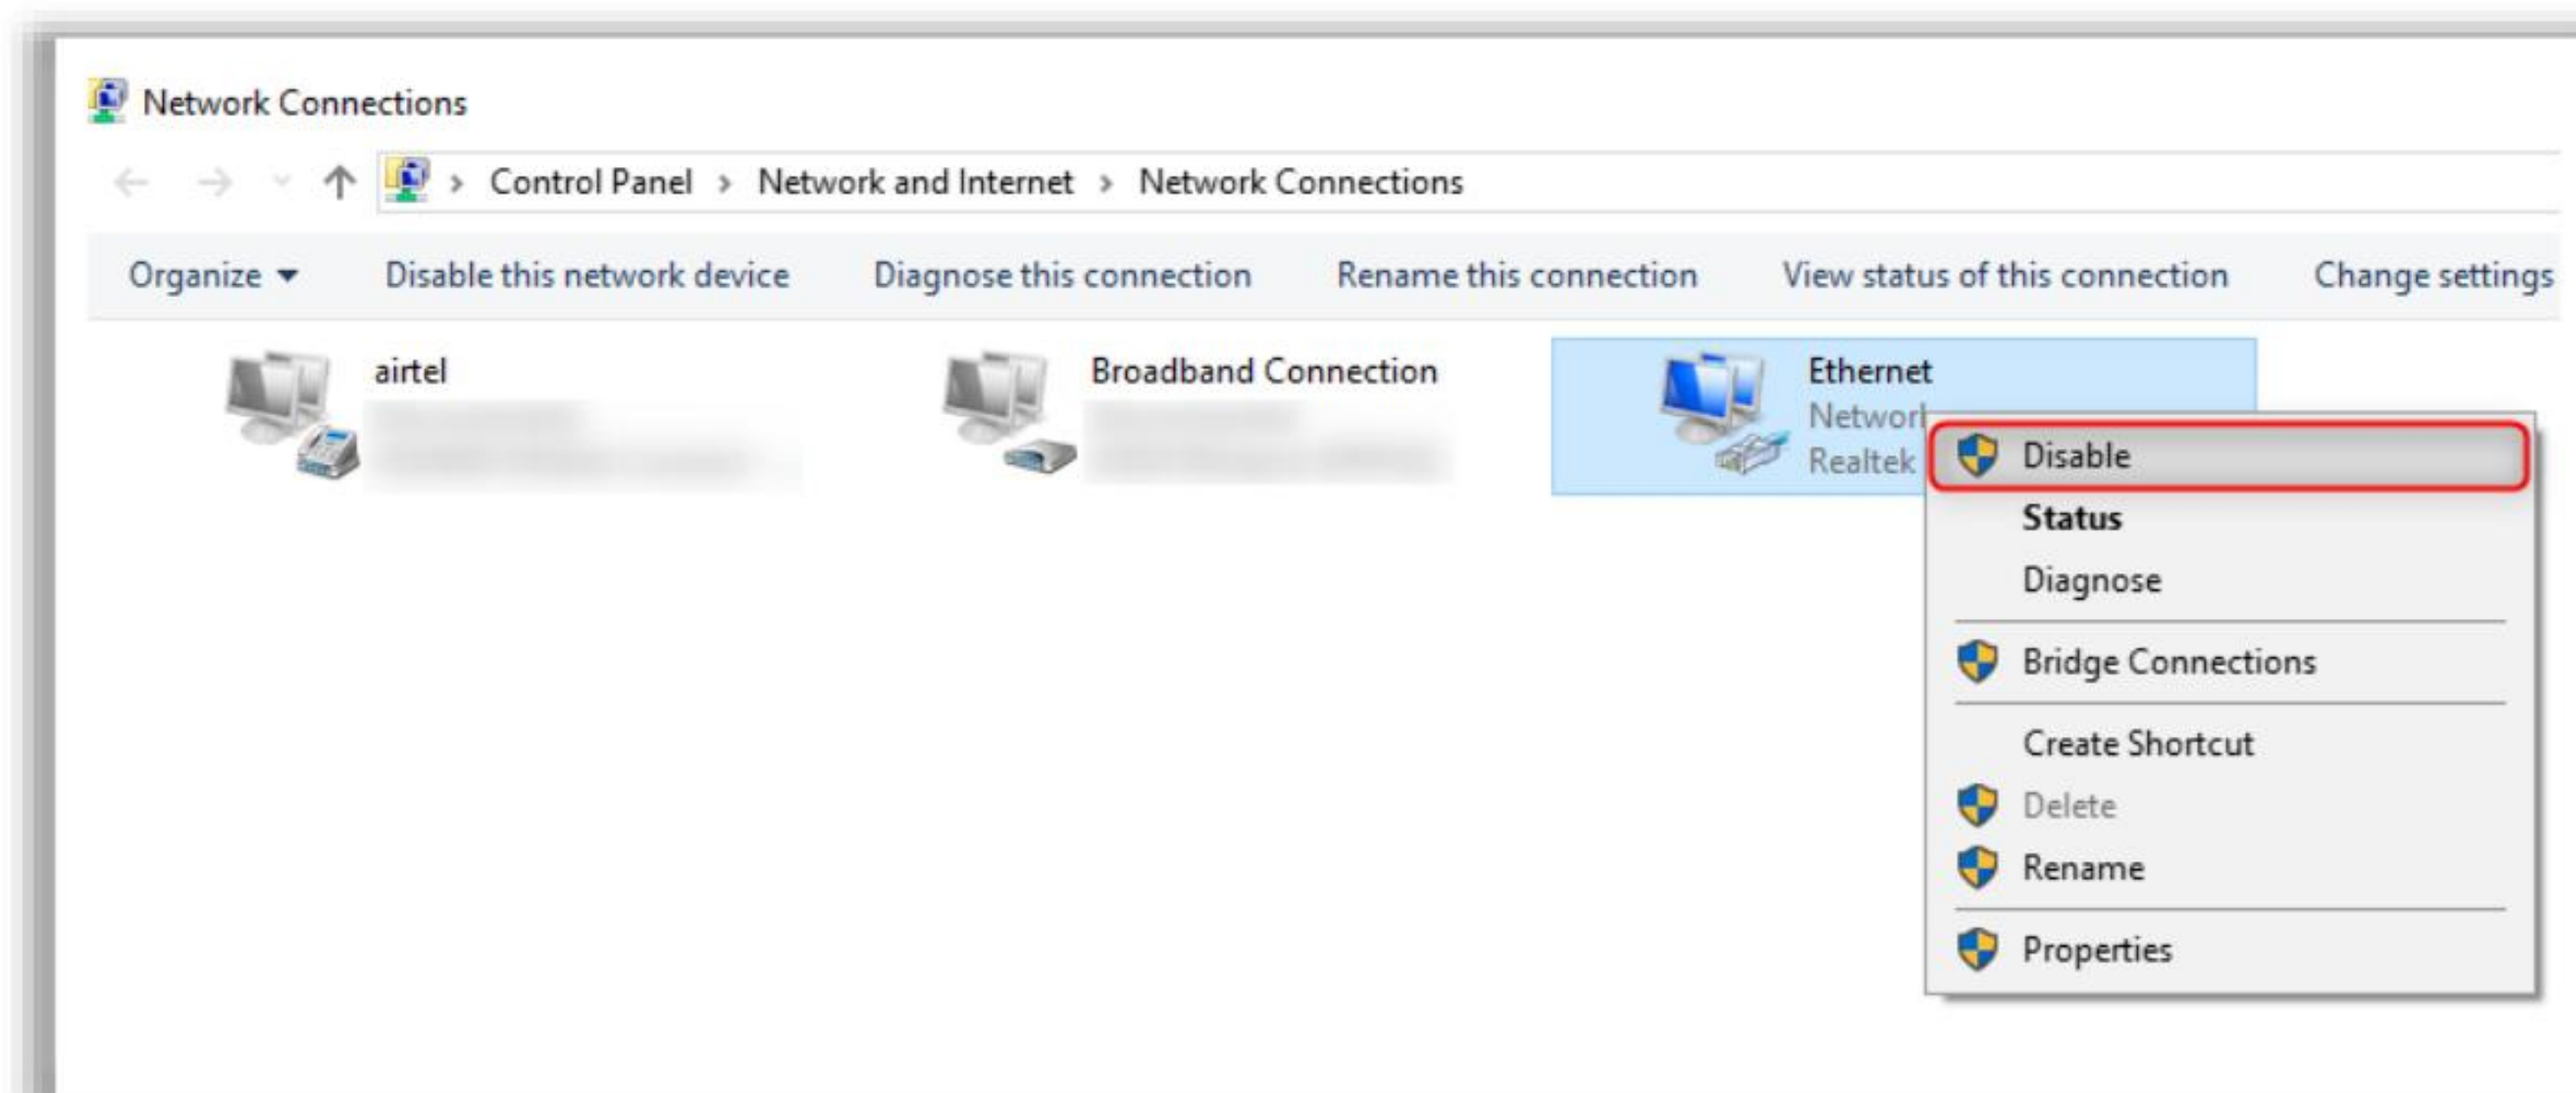 Network Connections
Control Panel > Network and Internet > Network Connections
Organize Disable this network device Diagnose this connection Rename this connection View status of this connection Change settings
airtel
Broadband Connection
Ethernet
Realtek
Disable
Status
Diagnose
Bridge Connections
Create Shortcut
Delete
Rename
Properties